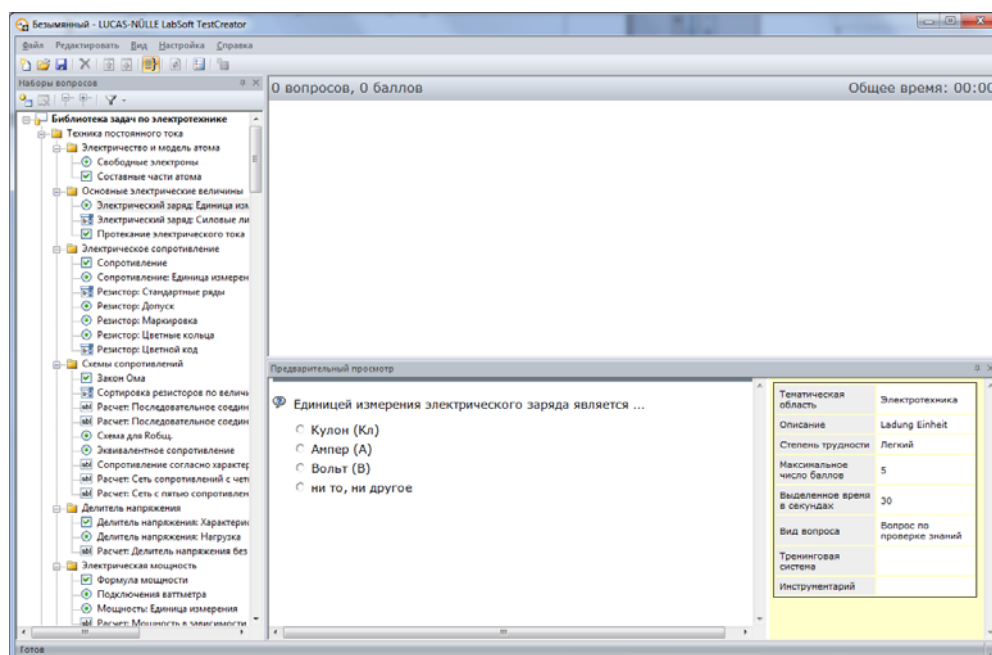 Безымянный - LUCAS-NÜLLE LabSoft TestCreator
Файл Редактировать Вид Настройка Справка
Наборы вопросов
Библиотека задач по электротехнике
Техника постоянного тока
Электричество и модель атома
Свободные электроны
Составные части атома
Основные электрические величины
Электрический заряд: Единица изм
Электрический заряд: Силовые ли
Протекание электрического тока
Электрическое сопротивление
Сопротивление
Сопротивление: Единица измерен
Резистор: Стандартные ряды
Резистор: Допуск
Резистор: Маркировка
Резистор: Цветные кольца
Резистор: Цветной код
Схемы сопротивлений
Закон Ома
Сортировка резисторов по величи
Расчет: Последовательное соедин
Расчет: Последовательное соедин
Схема для Rобщ.
Эквивалентное сопротивление
Сопротивление согласно характер
Расчет: Сеть сопротивлений с чет
Расчет: Сеть с пятью сопротивлен
Делитель напряжения
Делитель напряжения: Характери
Делитель напряжения: Нагрузка
Расчет: Делитель напряжения без
Электрическая мощность
Формула мощности
Подключения ваттметра
Мощность: Единица измерения
Расчет: Мощность в зависимости
Готов
0 вопросов, 0 баллов
Общее время: 00:00
Предварительный просмотр
Единицей измерения электрического заряда является ...
Кулон (Кл)
Ампер (А)
Вольт (В)
ни то, ни другое
Тематическая область
Электротехника
Описание
Ladung Einheit
Степень трудности
Легкий
Максимальное число баллов
5
Выделенное время в секундах
30
Вид вопроса
Вопрос по проверке знаний
Тренинговая система
Инструментарий